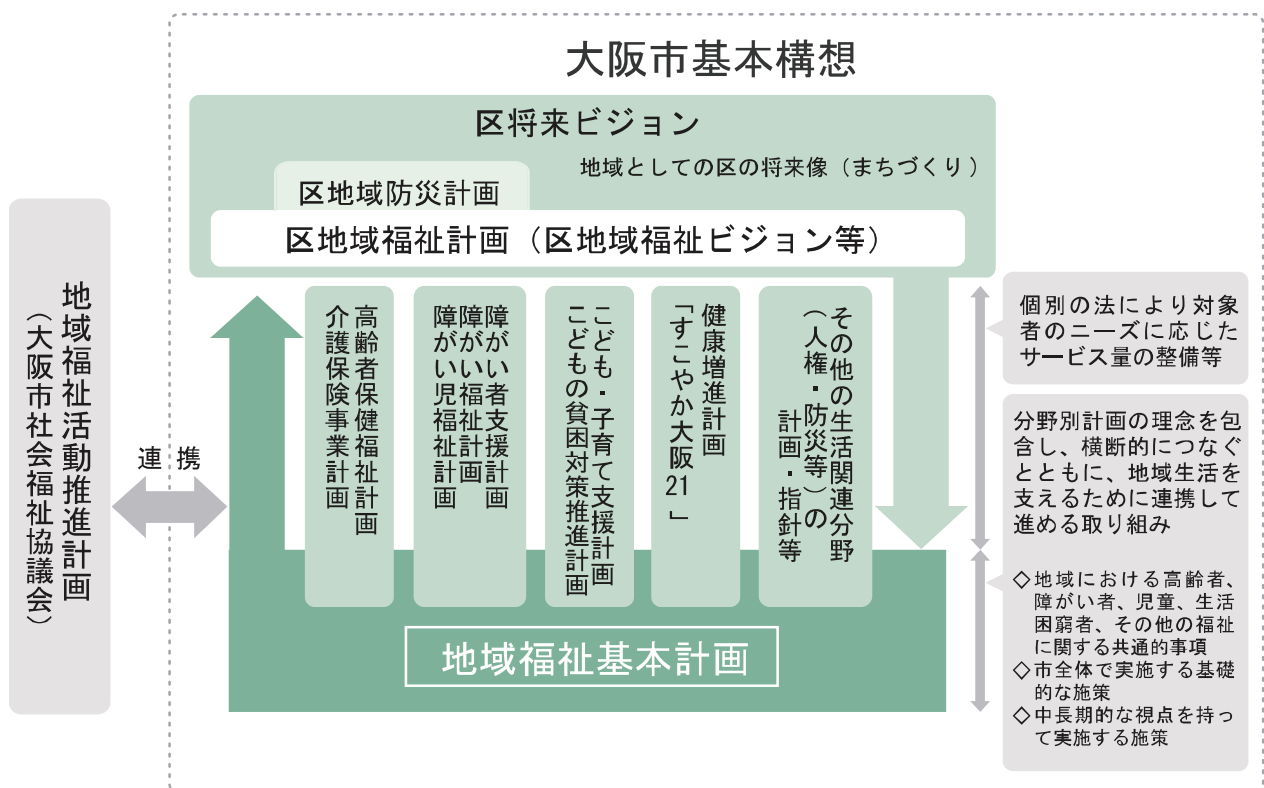 大阪市基本構想
区将来ビジョン
地域としての区の将来像（まちづくり）
区地域防災計画
区地域福祉計画（区地域福祉ビジョン等）
地域福祉活動推進計画
（大阪市社会福祉協議会）
連携
高齢者保健福祉計画
介護保険事業計画
障がい者支援計画
障がい福祉計画
障がい児福祉計画
こども・子育て支援計画
こどもの貧困対策推進計画
健康増進計画
「すこやか大阪21」
その他の生活関連分野
（人権・防災等）の
計画・指針等
地域福祉基本計画
個別の法により対象
者のニーズに応じた
サービス量の整備等
分野別計画の理念を包
含し、横断的につなぐ
とともに、地域生活を
支えるために連携して
進める取り組み
◇地域における高齢者、
障がい者、児童、生活
困窮者、その他の福祉
に関する共通的事項
◇市全体で実施する基礎
的な施策
◇中長期的な視点を持っ
て実施する施策